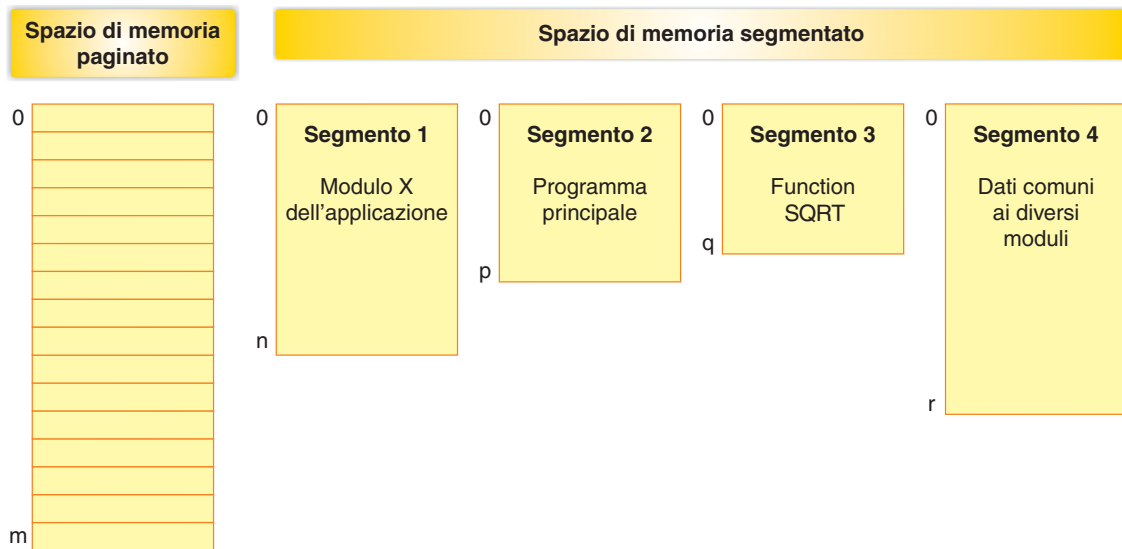 Spazio di memoria
paginato
Spazio di memoria segmentato
0
m
0
Segmento 1
Modulo X
dell'applicazione
n
0
Segmento 2
Programma
principale
p
0
Segmento 3
Function
SQRT
q
0
Segmento 4
Dati comuni
ai diversi
moduli
r